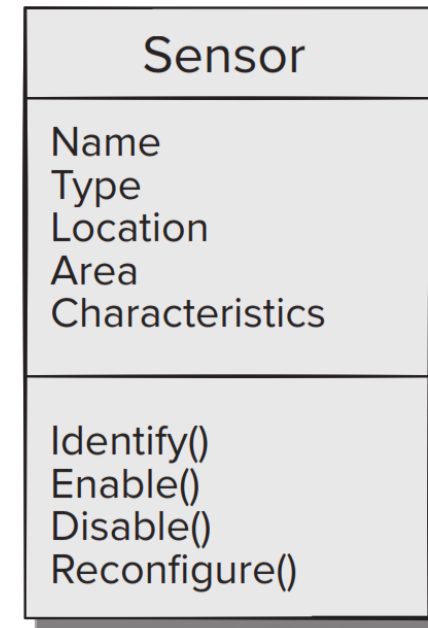 Sensor
Name
Type
Location
Area
Characteristics
Identify()
Enable()
Disable()
Reconfigure()